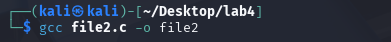 ┌──(kali㉿kali)-[~/Desktop/lab4]
└─$ gcc file2.c -o file2